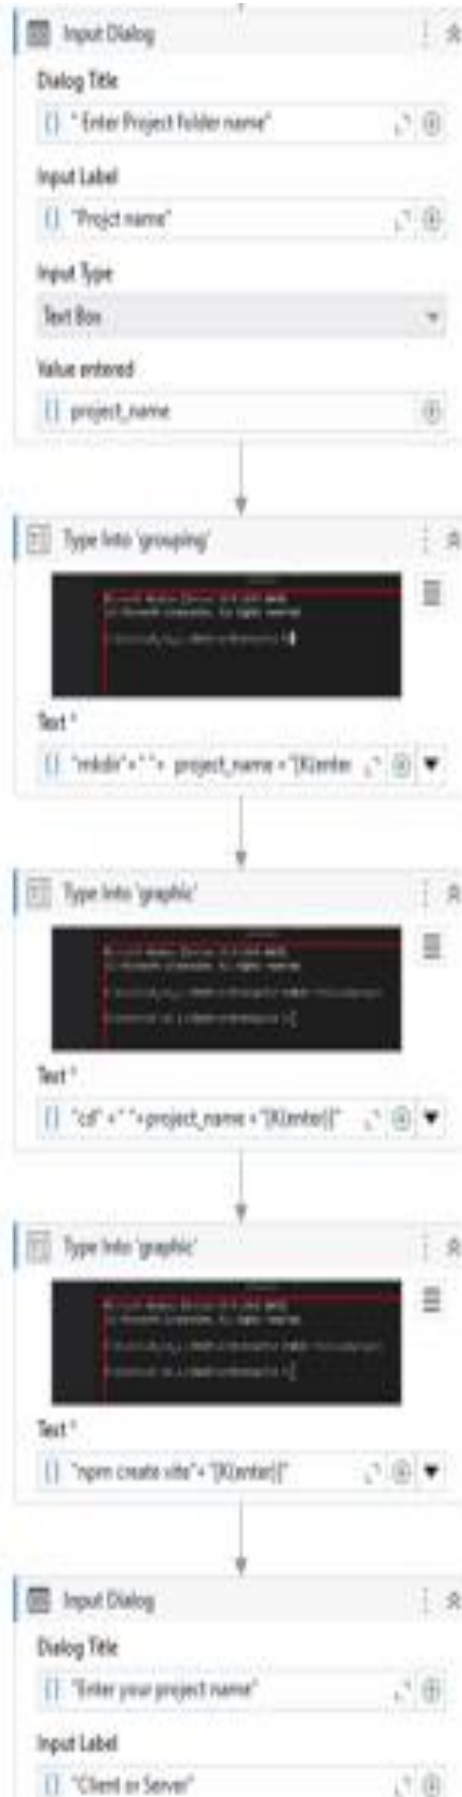 Input Dialog
Dialog Title
" Enter Project Folder name"
Input Label
"Projct name"
Input Type
Text Box
Value entered
project_name
Type Into 'grouping'
Text *
"mkdir"+" "+ project_name +"[K(enter
Type Into 'graphic'
Text *
"cd" +" "+project_name +"[K(enter)]"
Type Into 'graphic'
Text *
"npm create vite"+ "[K(enter)]"
Input Dialog
Dialog Title
"Enter your project name"
Input Label
"Client or Server"